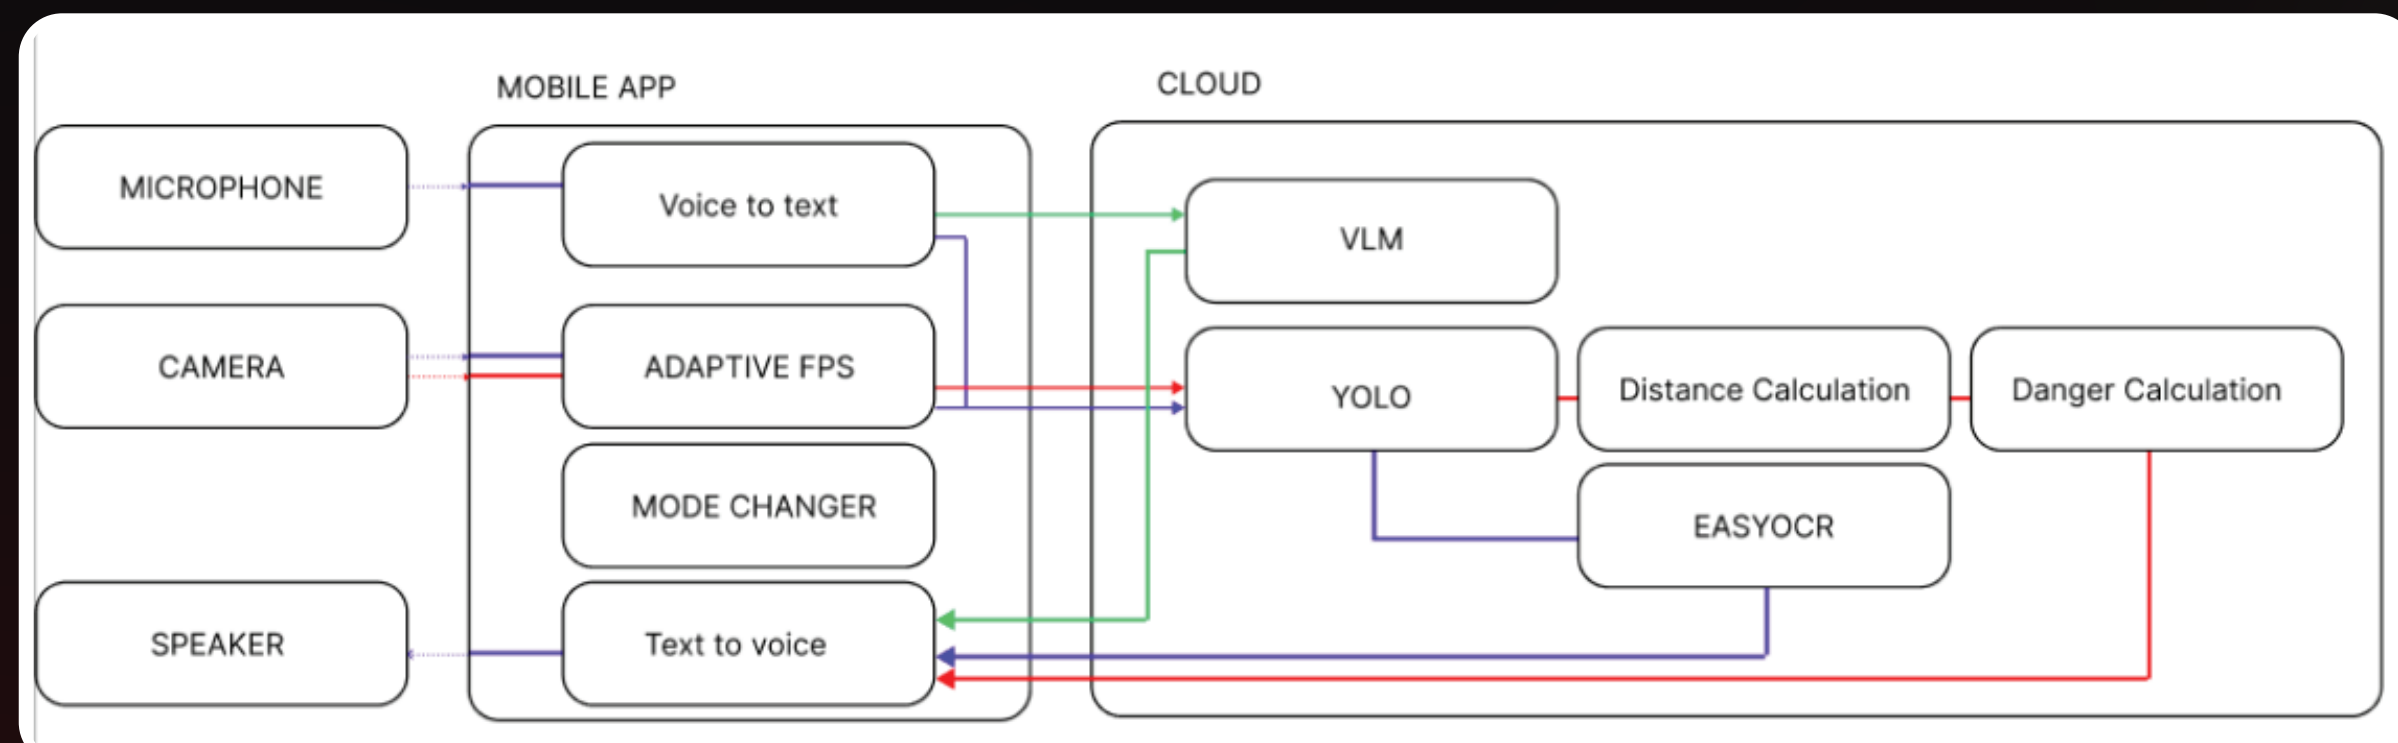 MOBILE APP
CLOUD
MICROPHONE
Voice to text
VLM
CAMERA
ADAPTIVE FPS
YOLO
Distance Calculation
Danger Calculation
MODE CHANGER
EASYOCR
SPEAKER
Text to voice